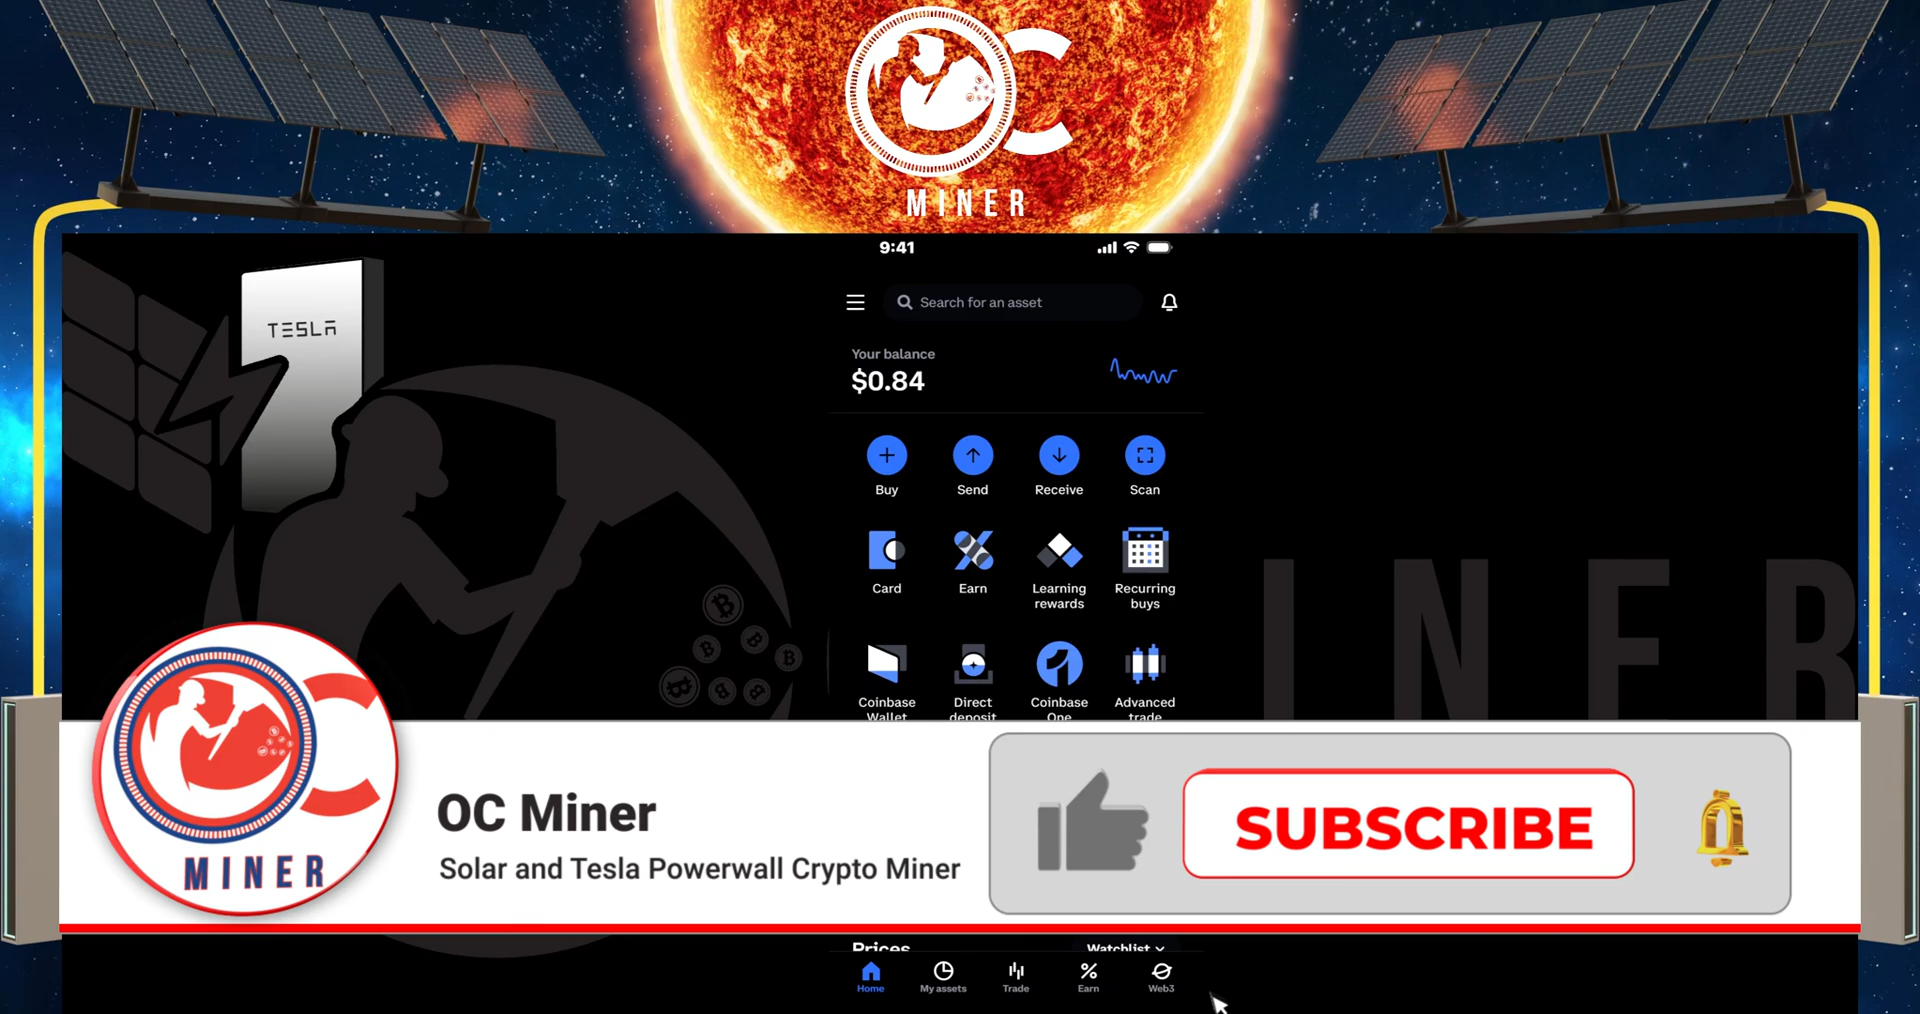 C
MINER
9:41
Search for an asset
Your balance
$0.84
TESLA
Buy
Send
Receive
Scan
Card
Earn
Learning
rewards
Recurring
buys
Coinbase
Wallet
Direct
deposit
Coinbase
One
Advanced
trade
INER
C
MINER
OC Miner
Solar and Tesla Powerwall Crypto Miner
SUBSCRIBE
Prices
Watchlist
Home
My assets
Trade
Earn
Web3